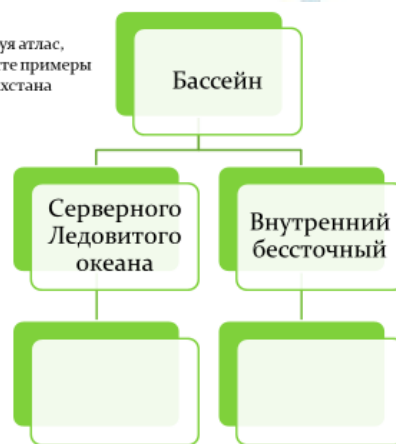 уя атлас,
те примеры
хстана
Бассейн
Серверного
Ледовитого
океана
Внутренний
бессточный